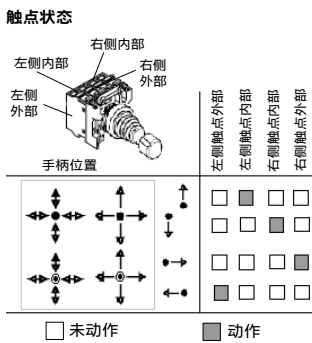 触点状态
右侧内部
左侧内部
右侧
外部
左侧
外部
手柄位置
左侧触点外部
左侧触点内部
右侧触点内部
右侧触点外部
未动作
动作